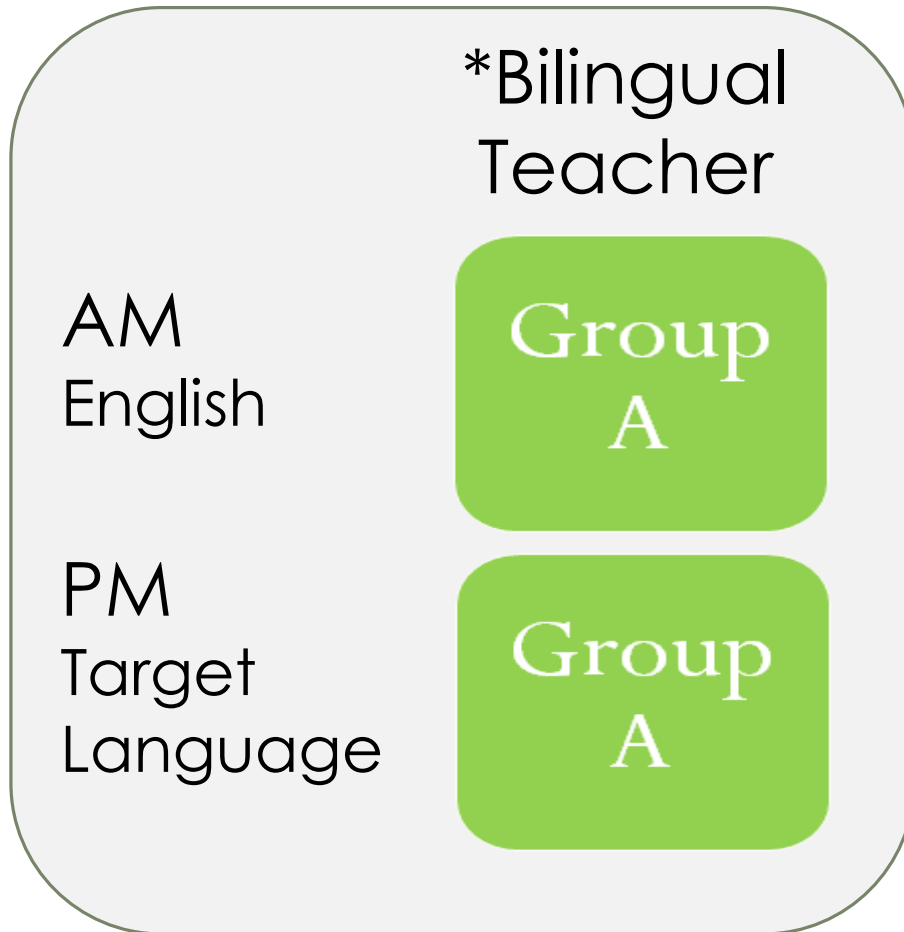 *Bilingual
Teacher
AM
English
Group
A
PM
Target
Language
Group
A